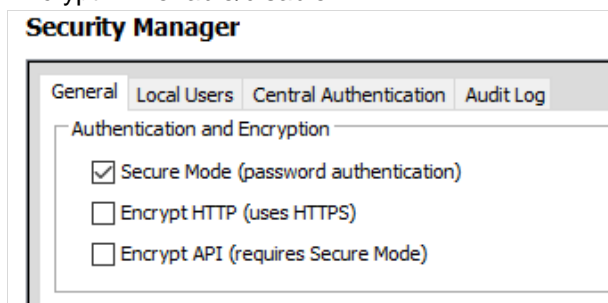 Security Manager
General Local Users Central Authentication Audit Log
Authentication and Encryption
Secure Mode (password authentication)
Encrypt HTTP (uses HTTPS)
Encrypt API (requires Secure Mode)